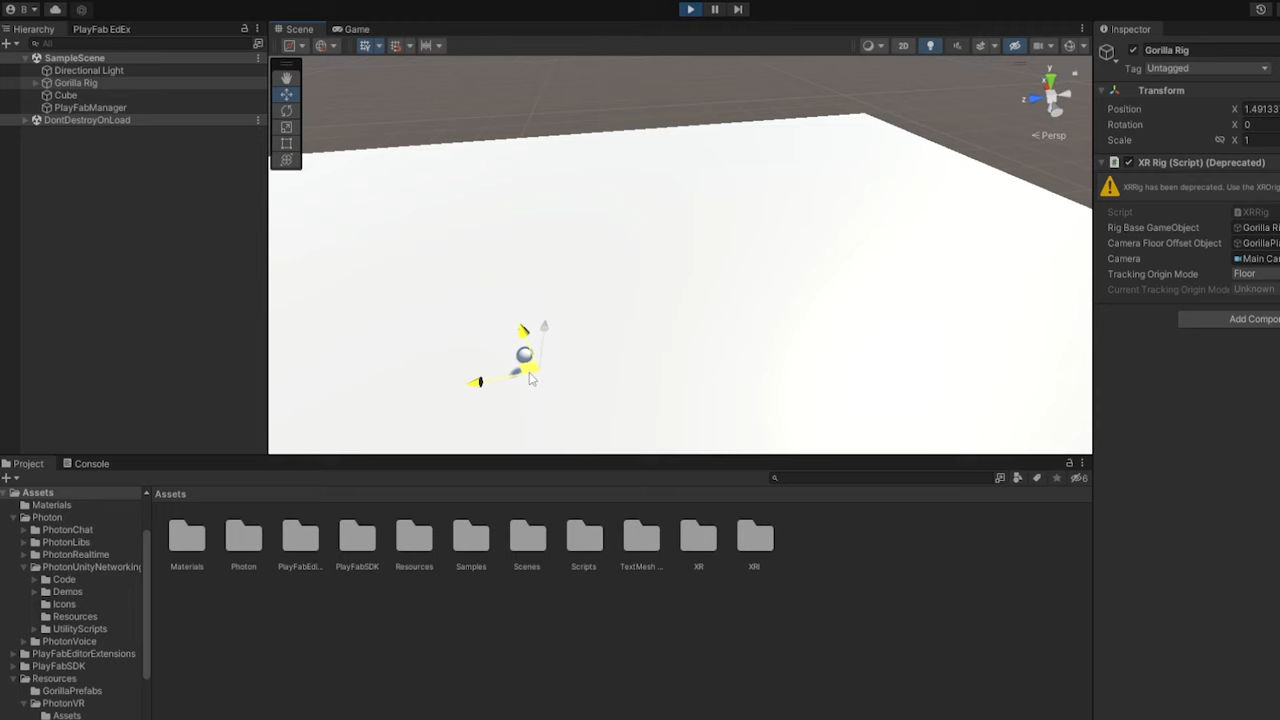 B
Hierarchy PlayFab EdEx
All
SampleScene
Directional Light
Gorilla Rig
Cube
PlayFabManager
DontDestroyOnLoad
Scene Game
2D
y
z
Persp
Inspector
Gorilla Rig
Tag Untagged
Transform
Position X 1.49133
Rotation X 0
Scale X 1
XR Rig (Script) (Deprecated)
XRRig has been deprecated. Use the XROrig
Script XRRig
Rig Base GameObject Gorilla Ri
Camera Floor Offset Object GorillaPla
Camera Main Ca
Tracking Origin Mode Floor
Current Tracking Origin Mode Unknown
Add Compo
Project Console
6
Assets
Materials
Photon
PhotonChat
PhotonLibs
PhotonRealtime
PhotonUnityNetworking
Code
Demos
Icons
Resources
UtilityScripts
PhotonVoice
PlayFabEditorExtensions
PlayFabSDK
Resources
GorillaPrefabs
PhotonVR
Assets
Assets
Materials Photon PlayFabEdi... PlayFabSDK Resources Samples Scenes Scripts TextMesh ... XR XRI